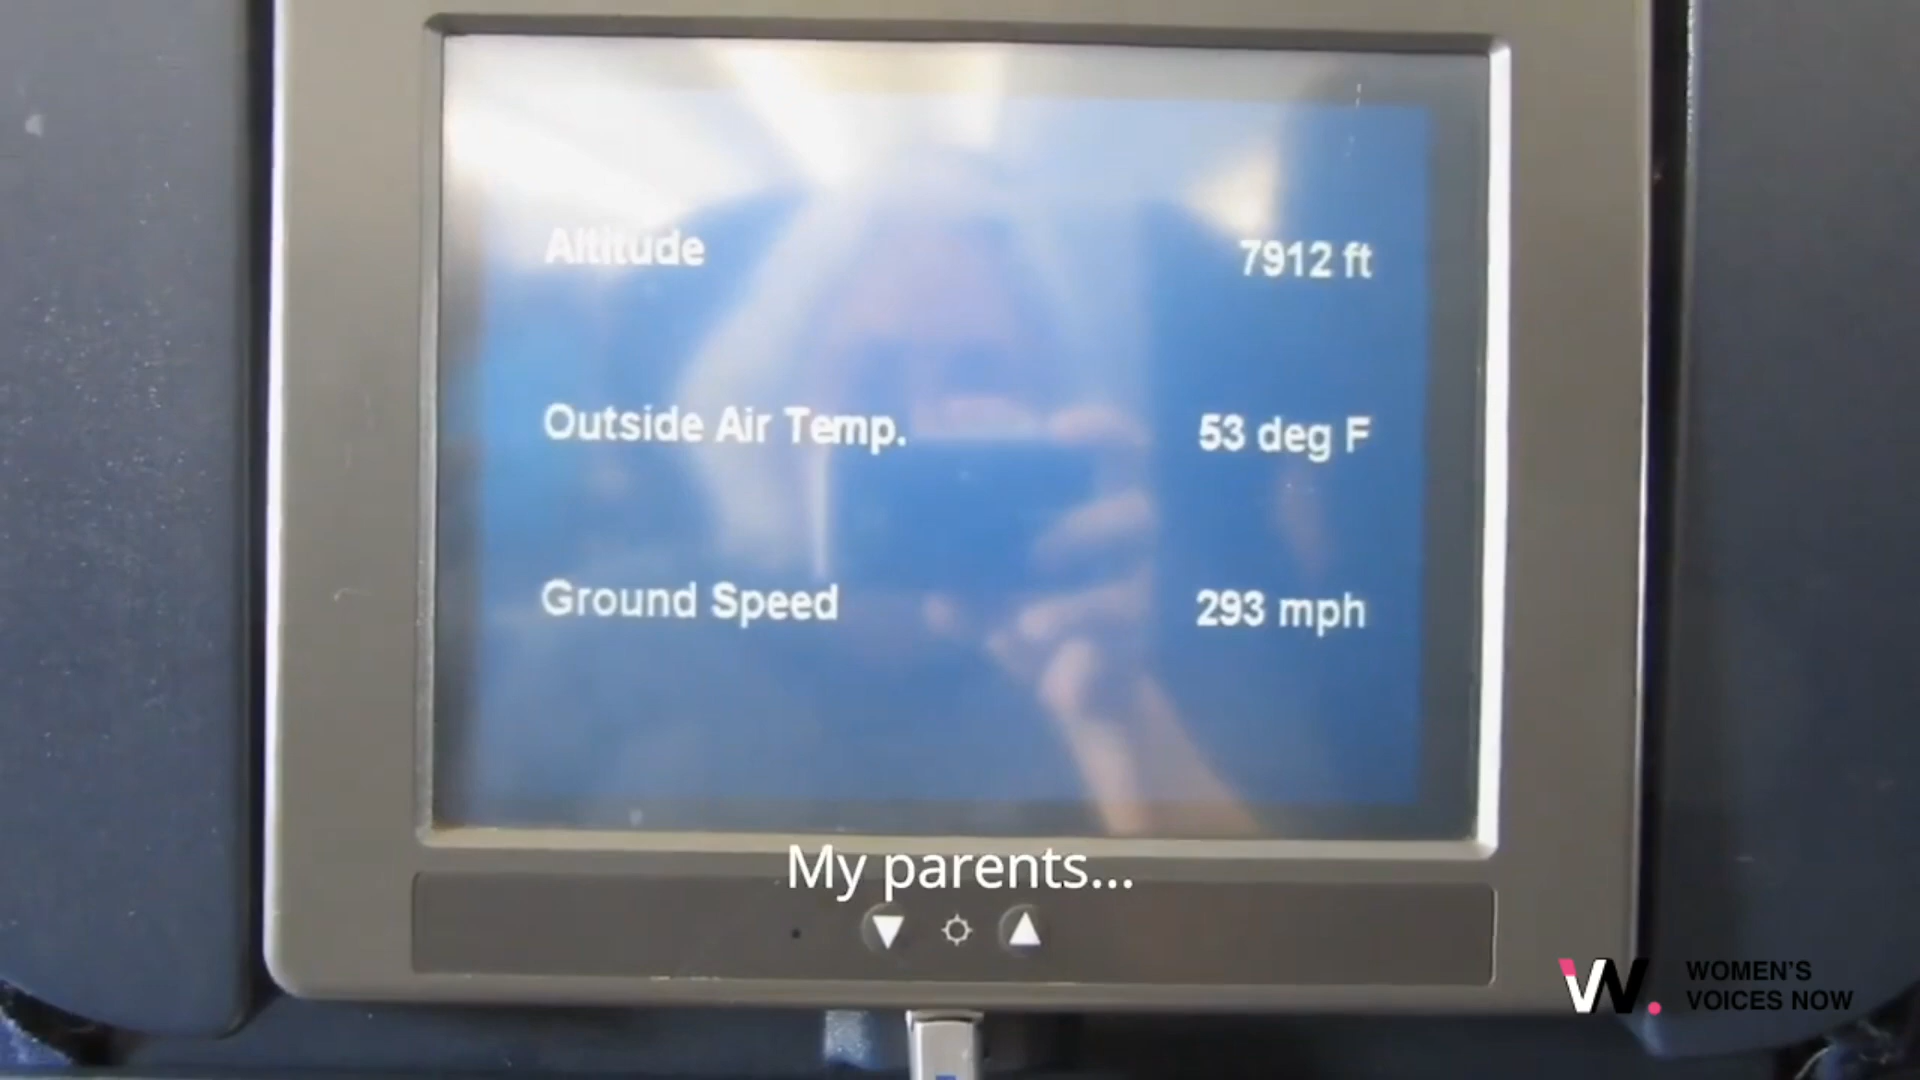 Altitude 7912 ft
Outside Air Temp. 53 deg F
Ground Speed 293 mph
My parents...
WOMEN'S
VOICES NOW